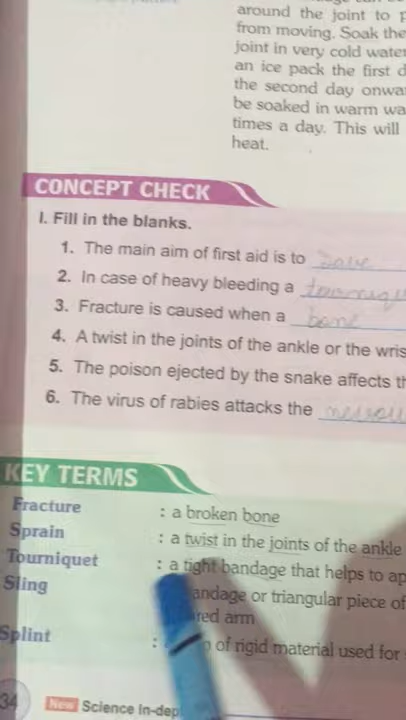 around the joint to
from moving. Soak the
joint in very cold water
an ice pack the first d
the second day onwa
be soaked in warm wa
times a day. This will
heat.
CONCEPT CHECK
I. Fill in the blanks.
1. The main aim of first aid is to save
2. In case of heavy bleeding a tourniqu
3. Fracture is caused when a bone
4. A twist in the joints of the ankle or the wris
5. The poison ejected by the snake affects th
6. The virus of rabies attacks the nervou
KEY TERMS
Fracture : a broken bone
Sprain : a twist in the joints of the ankle
Tourniquet : a tight bandage that helps to ap
Sling andage or triangular piece of
red arm
Splint : of rigid material used for
34 New Science In-dep